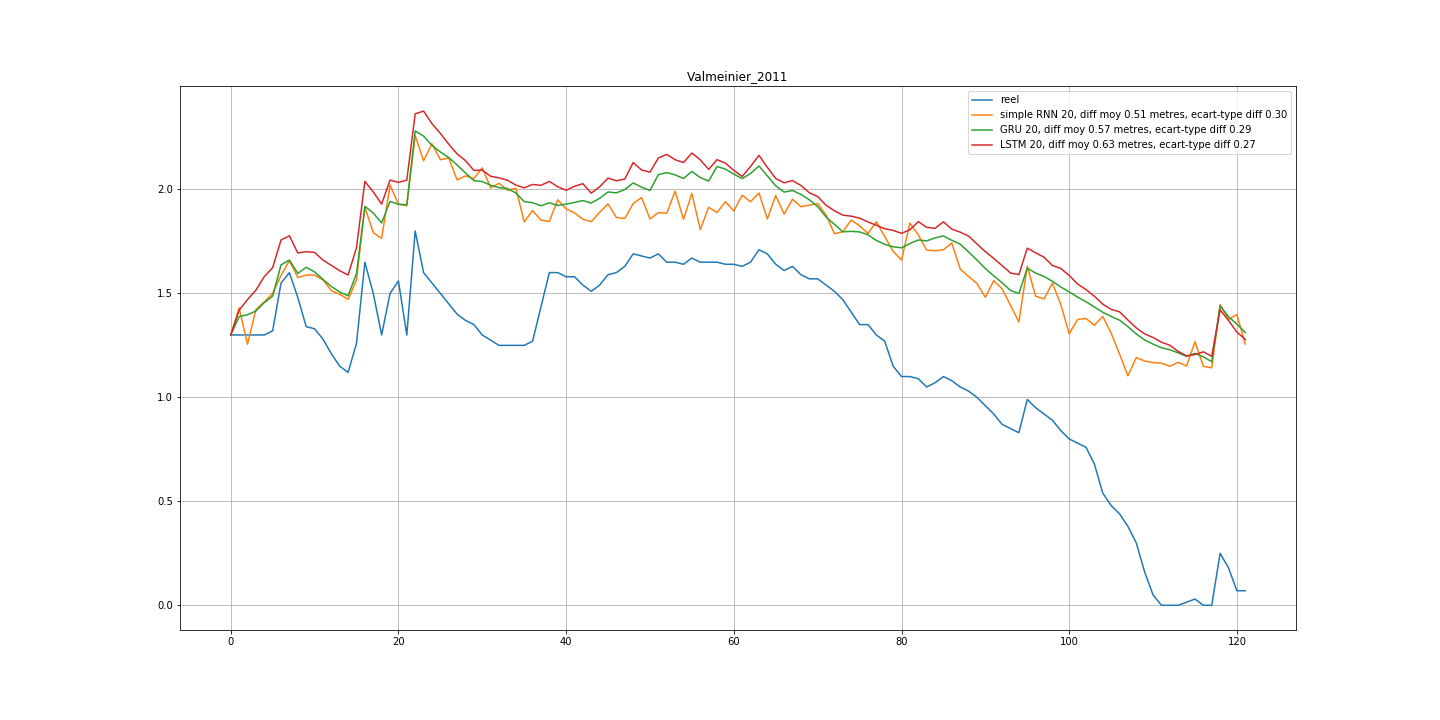 Valmeinier_2011
reel
simple RNN 20, diff moy 0.51 metres, ecart-type diff 0.30
GRU 20, diff moy 0.57 metres, ecart-type diff 0.29
LSTM 20, diff moy 0.63 metres, ecart-type diff 0.27
2.0
1.5
1.0
0.5
0.0
0 20 40 60 80 100 120